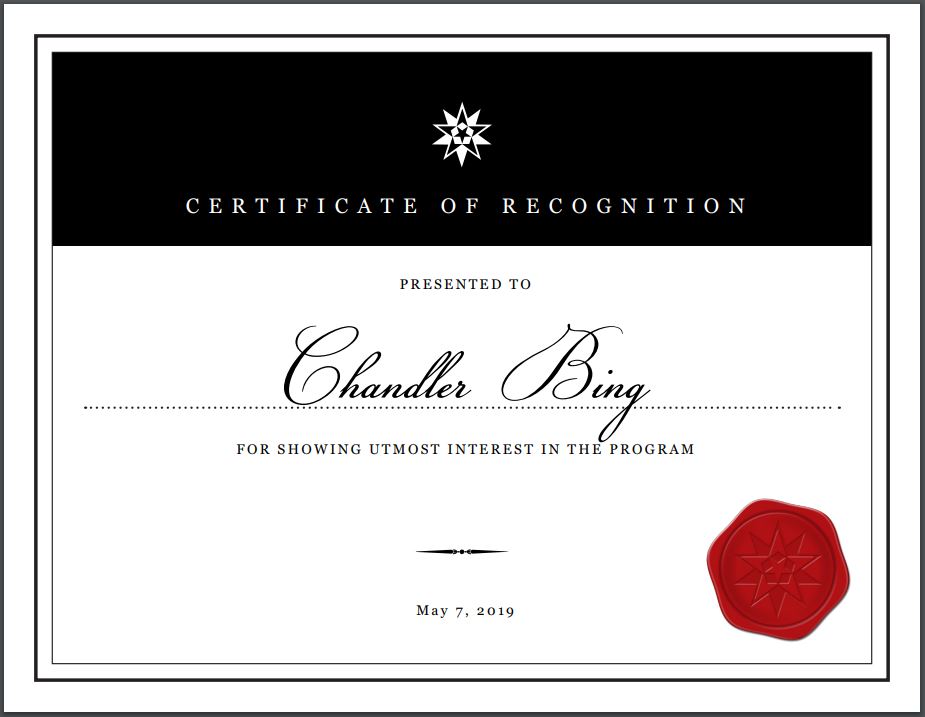 CERTIFICATE OF RECOGNITION
PRESENTED TO
Chandler Bing
FOR SHOWING UTMOST INTEREST IN THE PROGRAM
May 7, 2019